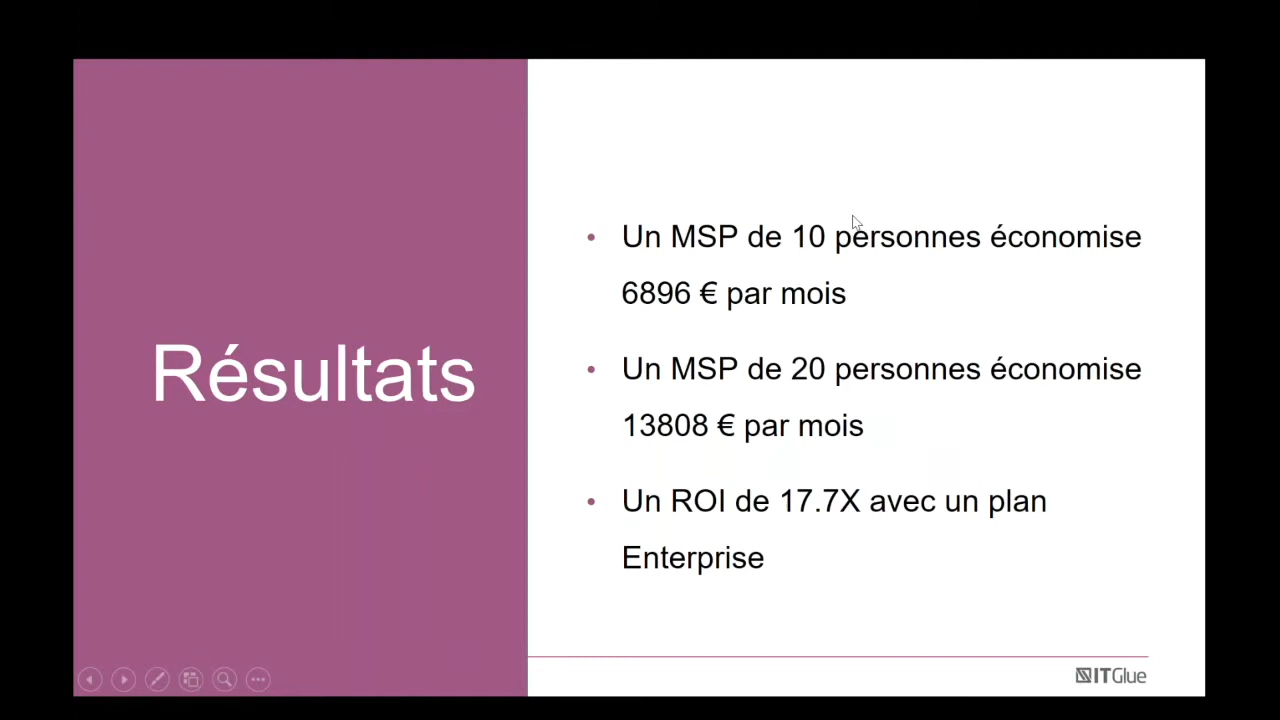 Résultats
• Un MSP de 10 personnes économise
6896 € par mois
• Un MSP de 20 personnes économise
13808 € par mois
• Un ROI de 17.7X avec un plan
Enterprise
ITGlue